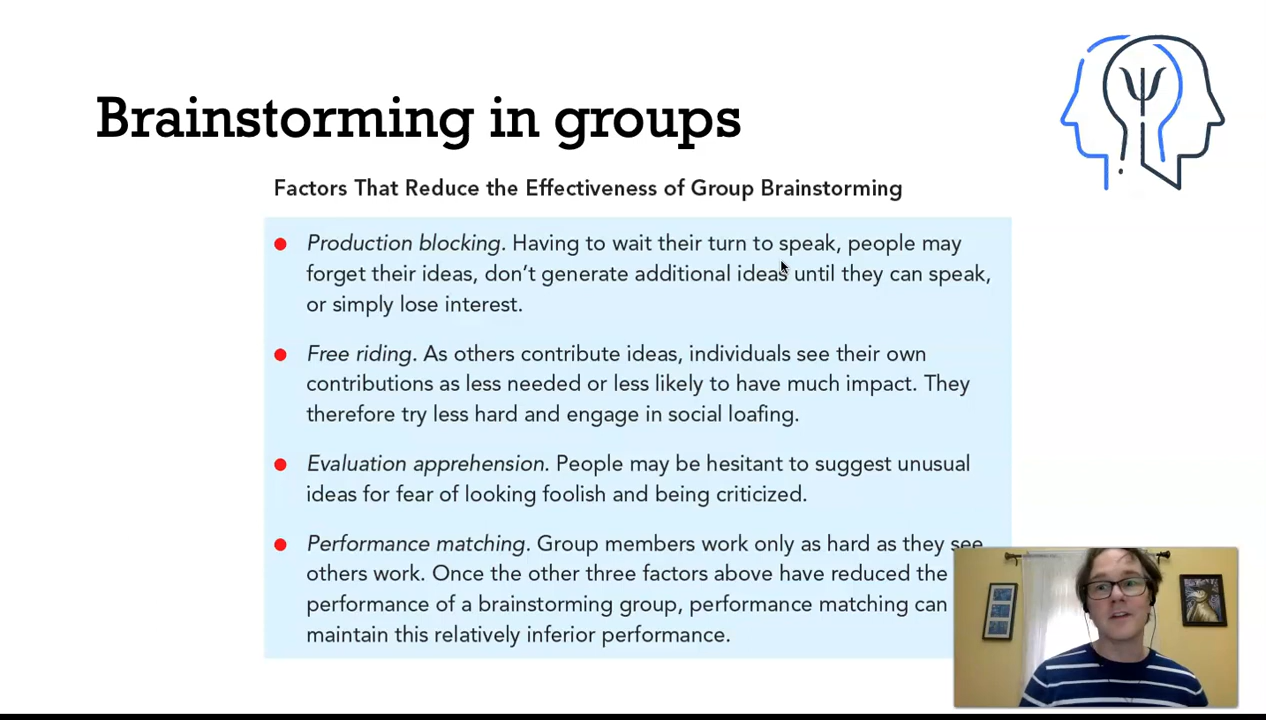 Brainstorming in groups
Factors That Reduce the Effectiveness of Group Brainstorming
Production blocking. Having to wait their turn to speak, people may
forget their ideas, don't generate additional ideas until they can speak,
or simply lose interest.
Free riding. As others contribute ideas, individuals see their own
contributions as less needed or less likely to have much impact. They
therefore try less hard and engage in social loafing.
Evaluation apprehension. People may be hesitant to suggest unusual
ideas for fear of looking foolish and being criticized.
Performance matching. Group members work only as hard as they see
others work. Once the other three factors above have reduced the
performance of a brainstorming group, performance matching can
maintain this relatively inferior performance.